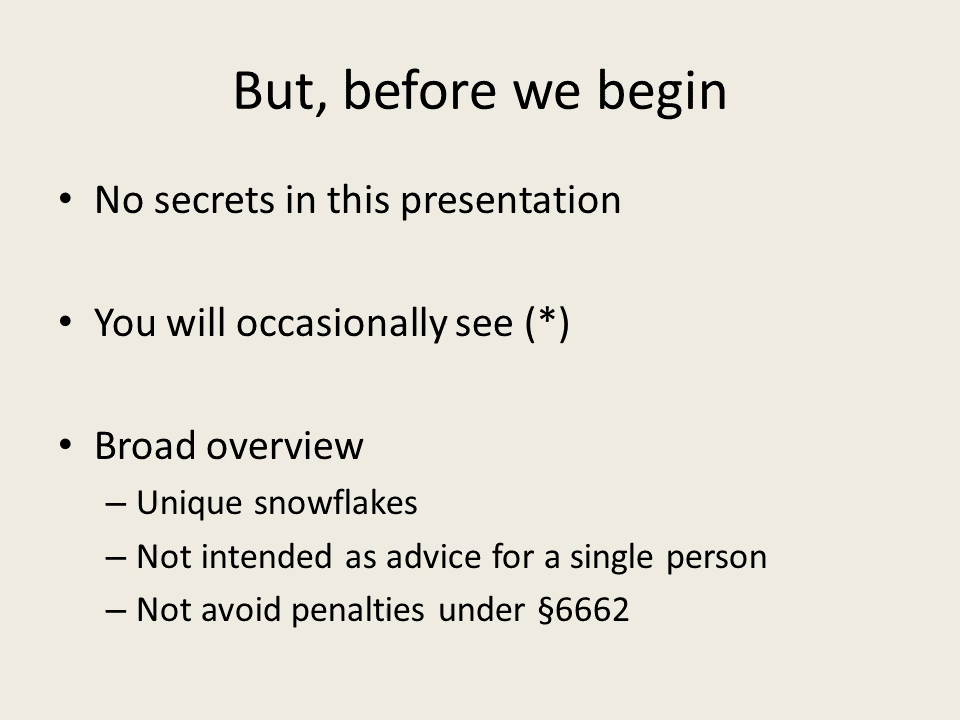 But, before we begin
• No secrets in this presentation
• You will occasionally see (*)
• Broad overview
– Unique snowflakes
– Not intended as advice for a single person
– Not avoid penalties under §6662